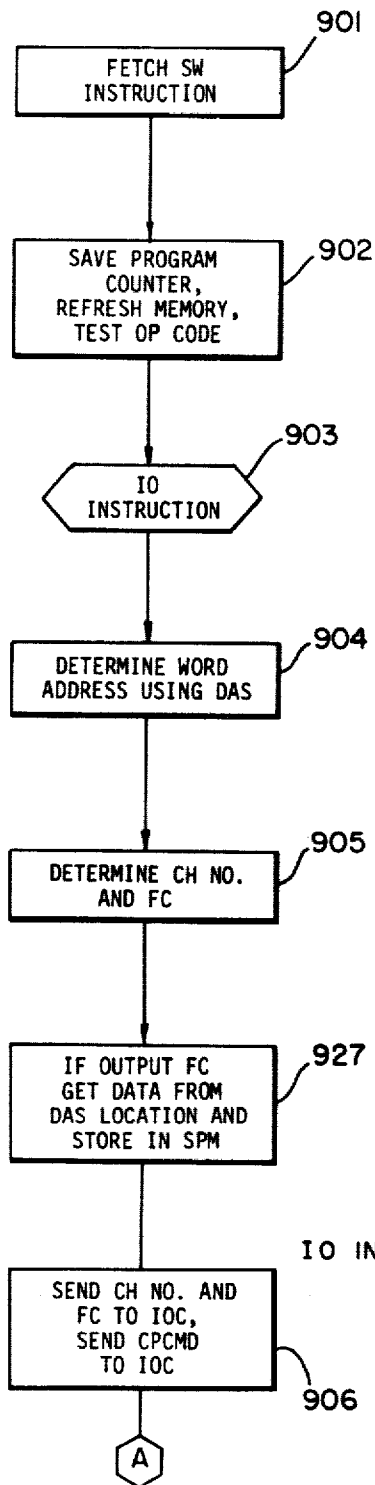 901
FETCH SW
INSTRUCTION
902
SAVE PROGRAM
COUNTER,
REFRESH MEMORY,
TEST OP CODE
903
IO
INSTRUCTION
904
DETERMINE WORD
ADDRESS USING DAS
905
DETERMINE CH NO.
AND FC
927
IF OUTPUT FC
GET DATA FROM
DAS LOCATION AND
STORE IN SPM
IO IN
SEND CH NO. AND
FC TO IOC,
SEND CPCMD
TO IOC
906
A